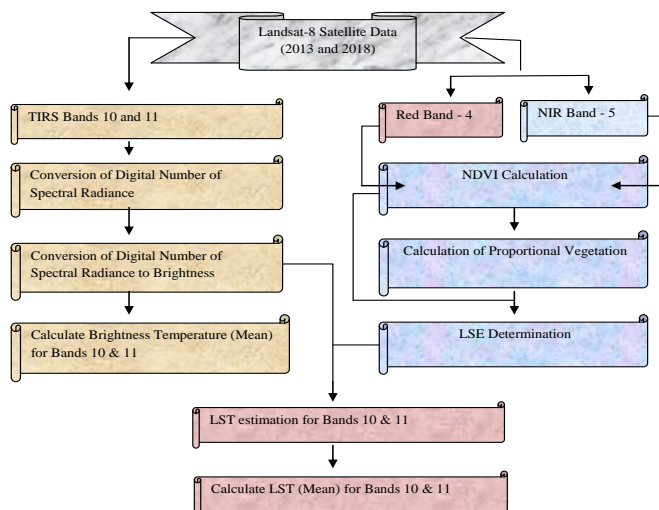 Landsat-8 Satellite Data
(2013 and 2018)
TIRS Bands 10 and 11
Red Band - 4
NIR Band - 5
Conversion of Digital Number of
Spectral Radiance
NDVI Calculation
Conversion of Digital Number of
Spectral Radiance to Brightness
Calculation of Proportional Vegetation
Calculate Brightness Temperature (Mean)
for Bands 10 & 11
LSE Determination
LST estimation for Bands 10 & 11
Calculate LST (Mean) for Bands 10 & 11